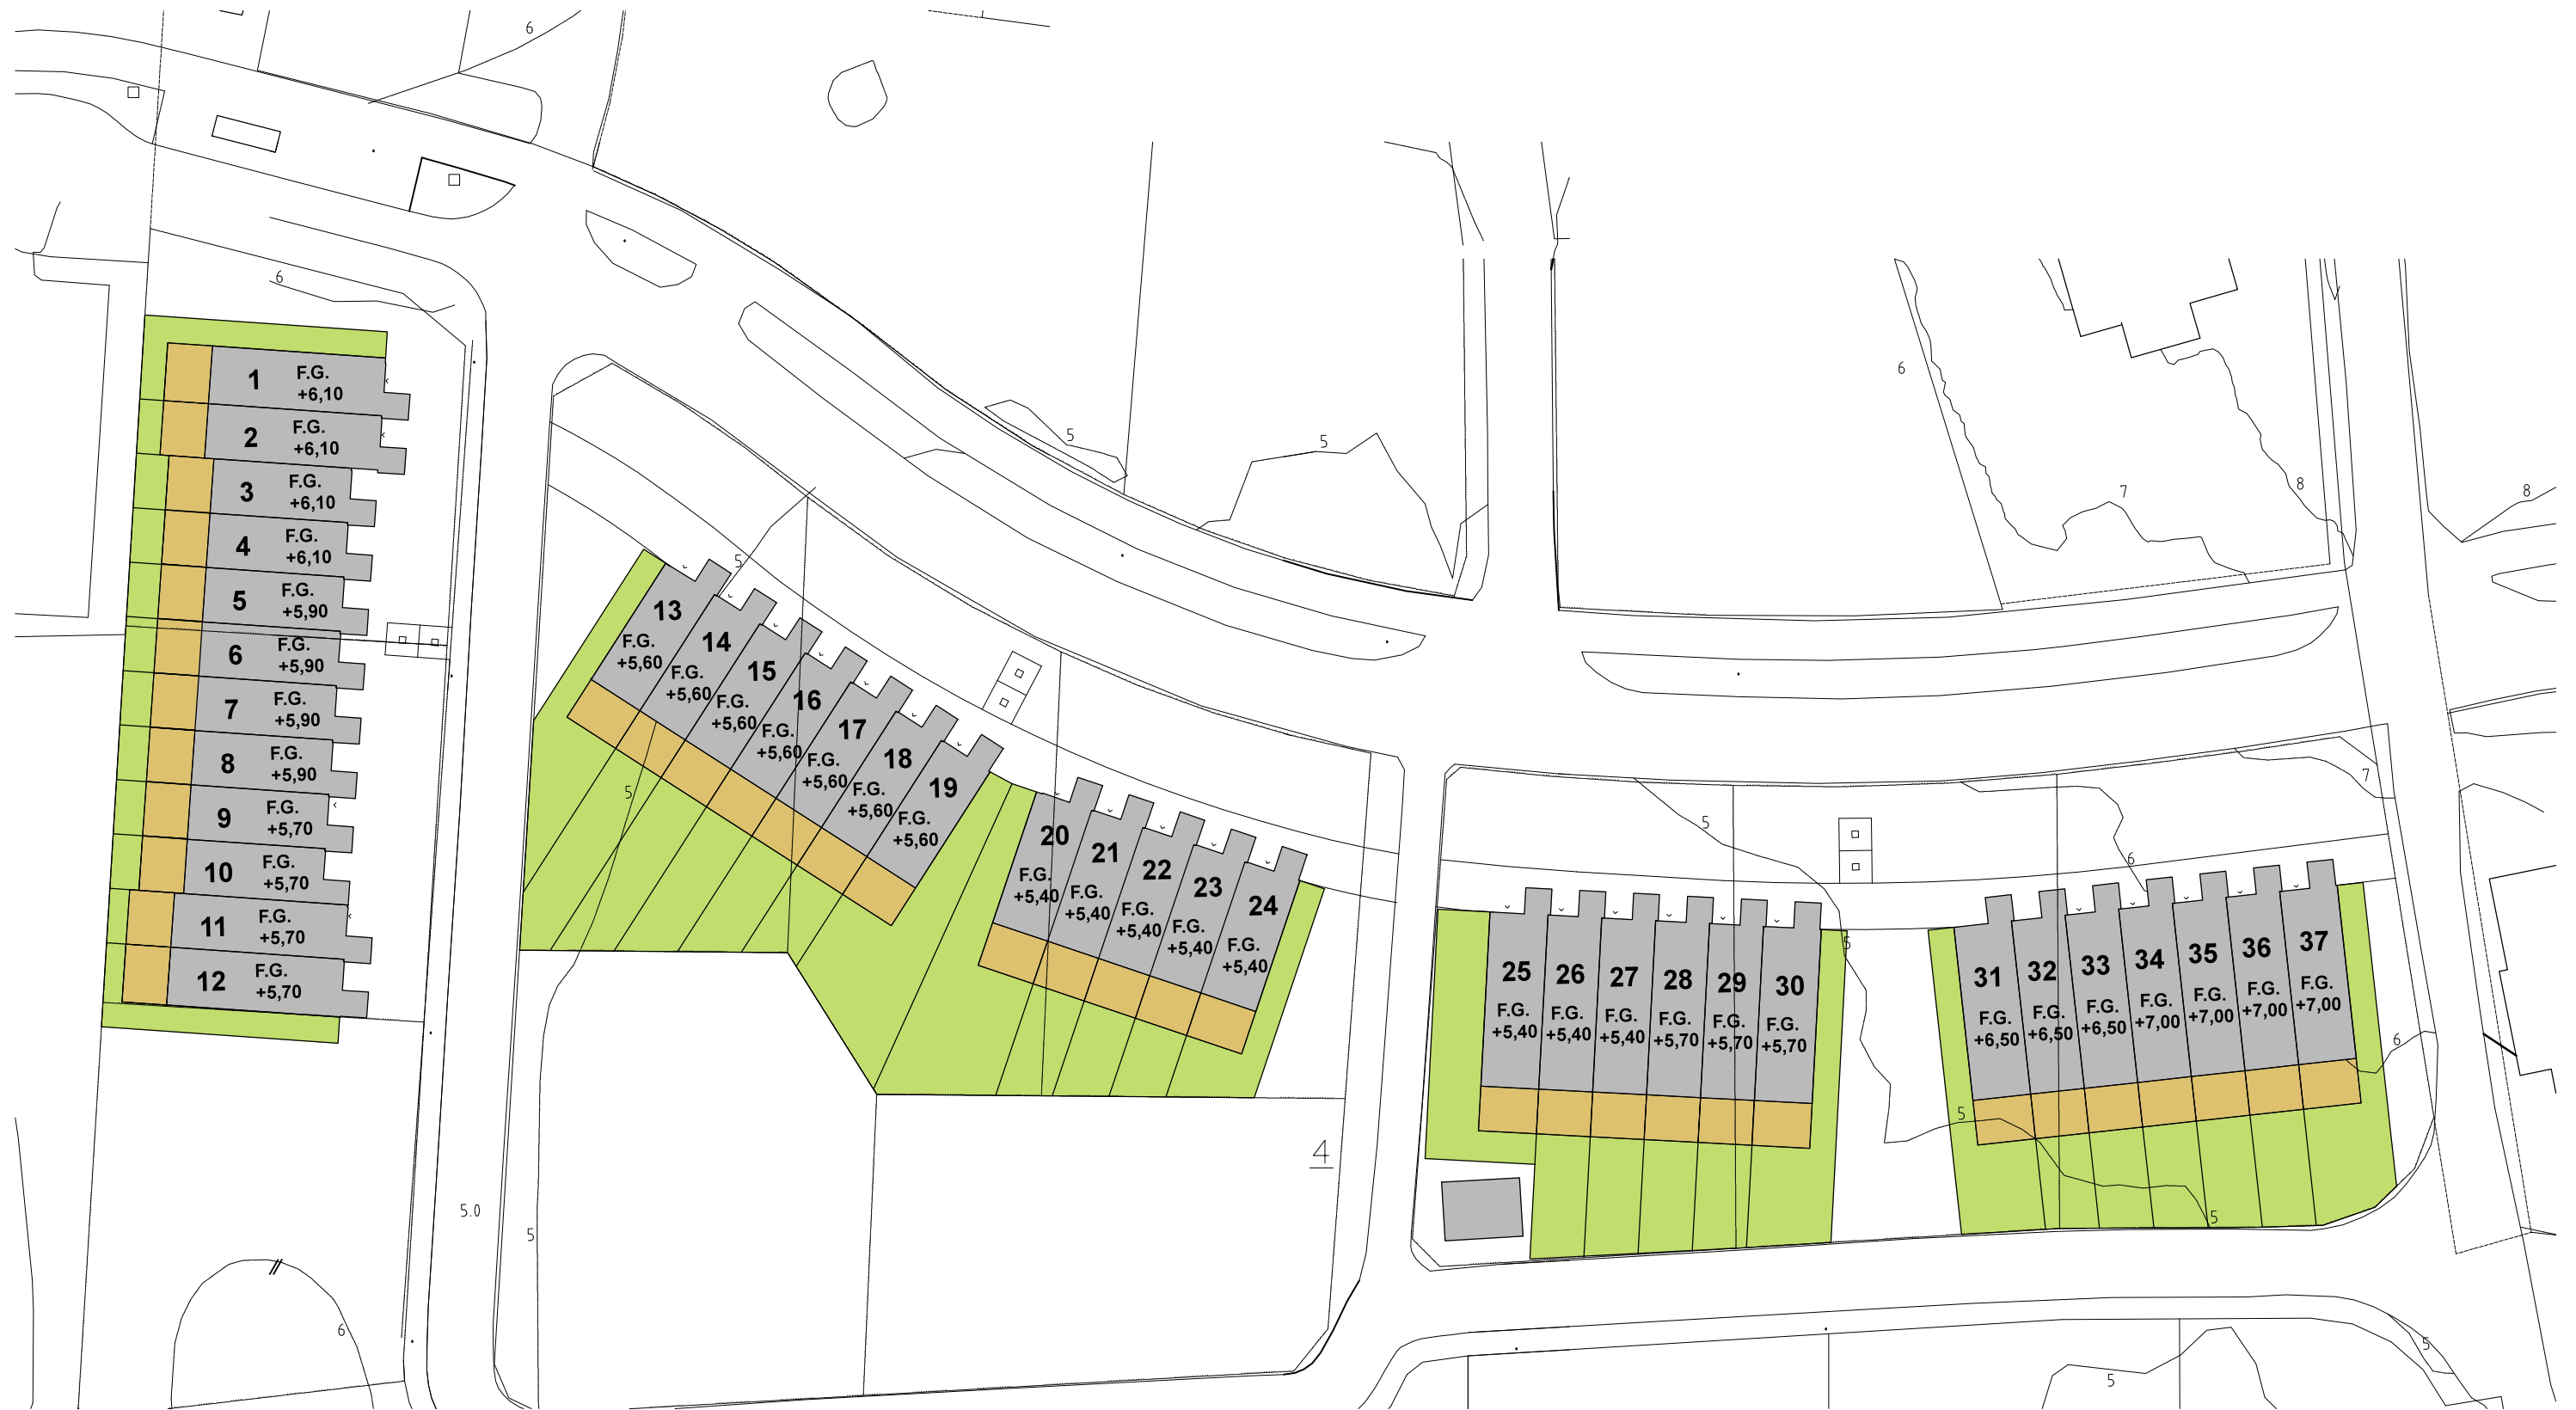 6
6
1 F.G.
+6,10
2 F.G.
+6,10
3 F.G.
+6,10
4 F.G.
+6,10
5 F.G.
+5,90
6 F.G.
+5,90
7 F.G.
+5,90
8 F.G.
+5,90
9 F.G.
+5,70
10 F.G.
+5,70
11 F.G.
+5,70
12 F.G.
+5,70
5
5
6
7
8
8
5
13
F.G.
+5,60
14
F.G.
+5,60
15
F.G.
+5,60
16
F.G.
+5,60
17
F.G.
+5,60
18
F.G.
+5,60
19
F.G.
+5,60
5
20
F.G.
+5,40
21
F.G.
+5,40
22
F.G.
+5,40
23
F.G.
+5,40
24
F.G.
+5,40
5
6
7
25
F.G.
+5,40
26
F.G.
+5,40
27
F.G.
+5,40
28
F.G.
+5,70
29
F.G.
+5,70
30
F.G.
+5,70
5
31
F.G.
+6,50
32
F.G.
+6,50
33
F.G.
+6,50
34
F.G.
+7,00
35
F.G.
+7,00
36
F.G.
+7,00
37
F.G.
+7,00
6
5
5
4
5.0
5
6
5
5